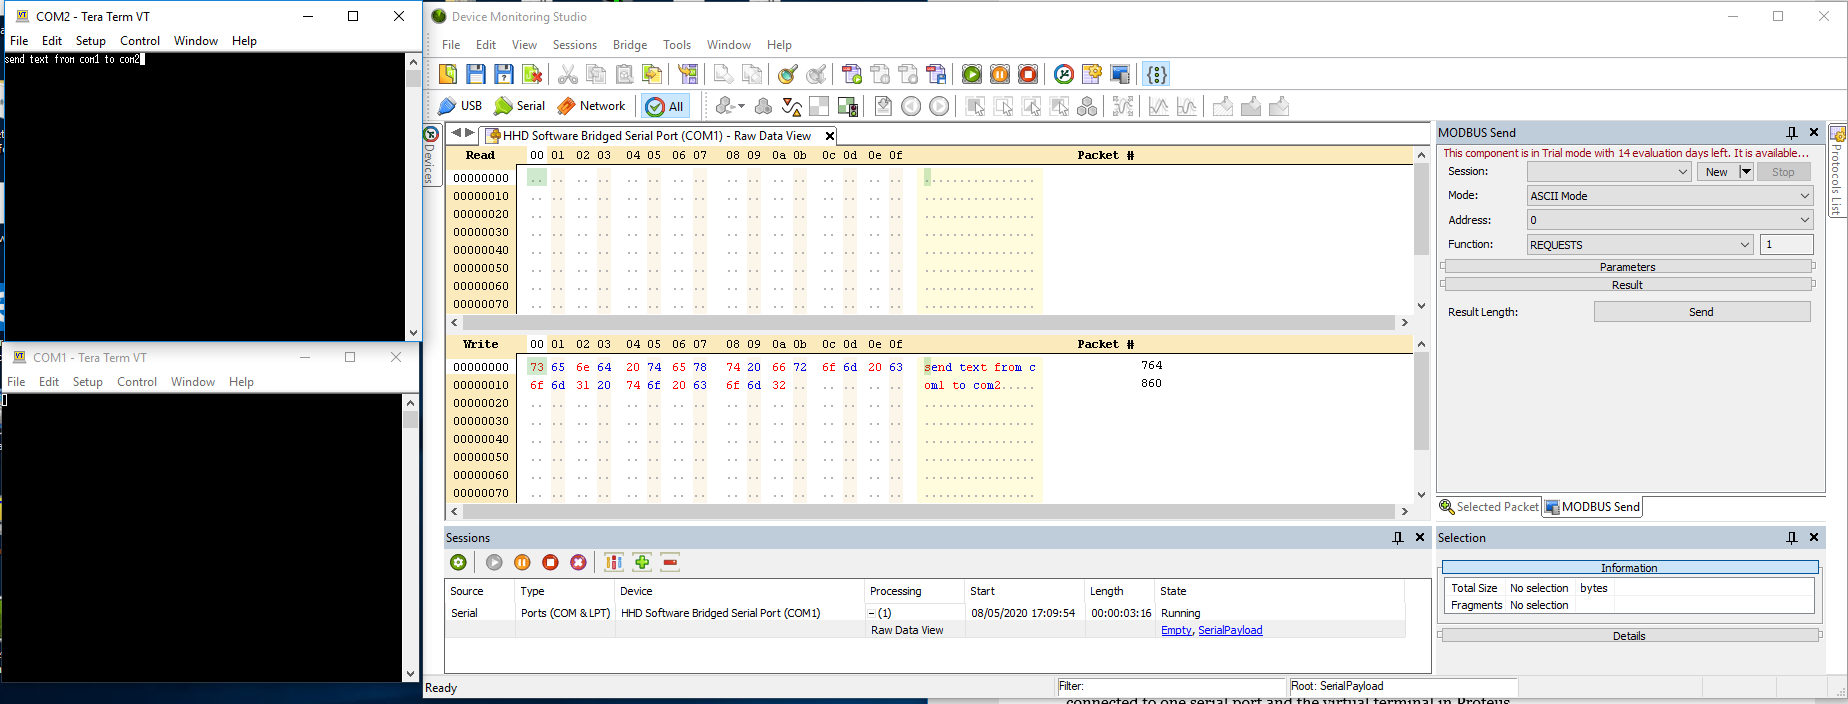 COM2 - Tera Term VT
File Edit Setup Control Window Help
send text from com1 to com2
COM1 - Tera Term VT
File Edit Setup Control Window Help
Device Monitoring Studio
File Edit View Sessions Bridge Tools Window Help
USB Serial Network All
Devices
HHD Software Bridged Serial Port (COM1) - Raw Data View
Read 00 01 02 03 04 05 06 07 08 09 0a 0b 0c 0d 0e 0f Packet #
00000000
00000010
00000020
00000030
00000040
00000050
00000060
00000070
Write 00 01 02 03 04 05 06 07 08 09 0a 0b 0c 0d 0e 0f Packet #
00000000 73 65 6e 64 20 74 65 78 74 20 66 72 6f 6d 20 63 send text from c 764
00000010 6f 6d 31 20 74 6f 20 63 6f 6d 32 .. .. .. .. .. om1 to com2..... 860
00000020
00000030
00000040
00000050
00000060
00000070
Sessions
Source Type Device Processing Start Length State
Serial Ports (COM & LPT) HHD Software Bridged Serial Port (COM1) – (1) 08/05/2020 17:09:54 00:00:03:16 Running
Raw Data View Empty, SerialPayload
MODBUS Send
This component is in Trial mode with 14 evaluation days left. It is available...
Session: New Stop
Mode: ASCII Mode
Address: 0
Function: REQUESTS 1
Parameters
Result
Result Length: Send
Selected Packet MODBUS Send
Protocols List
Selection
Information
Total Size No selection bytes
Fragments No selection
Details
Ready Filter: Root: SerialPayload
connected to one serial port and the virtual terminal in Proteus